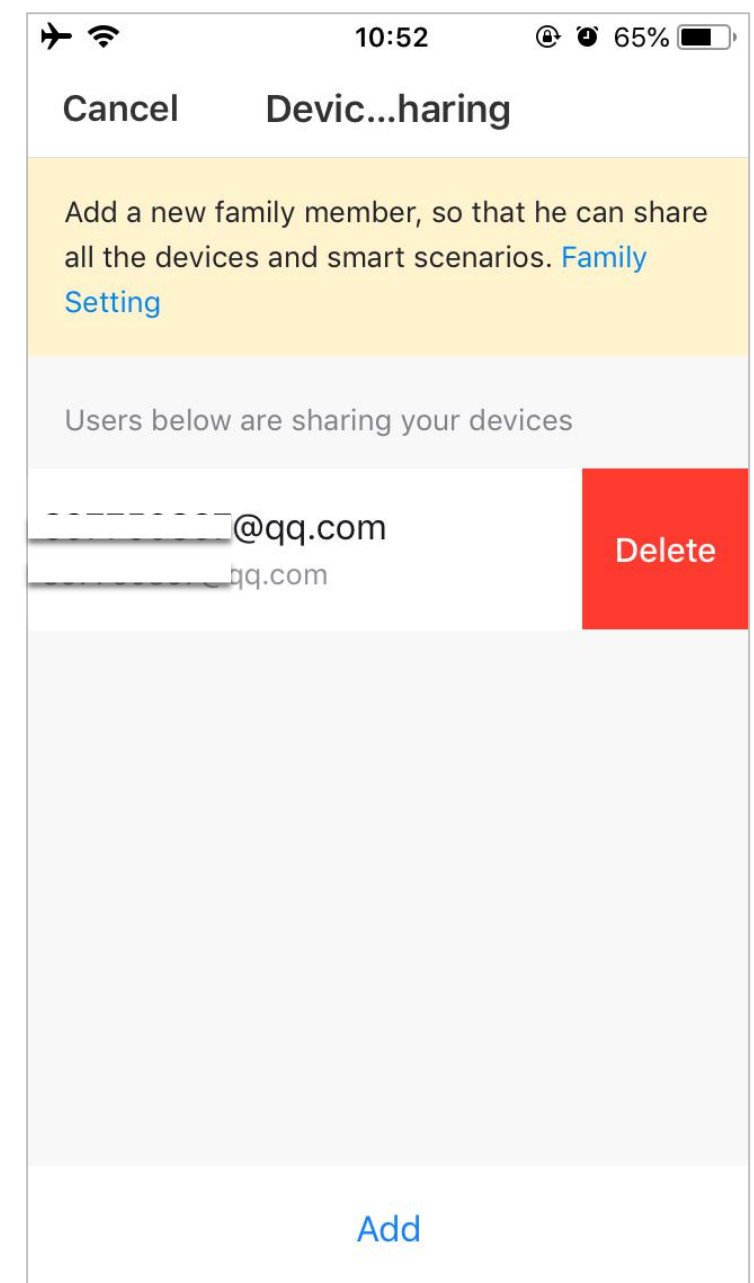 10:52 65%
Cancel Devic...haring
Add a new family member, so that he can share
all the devices and smart scenarios. Family
Setting
Users below are sharing your devices
@qq.com
qq.com
Delete
Add